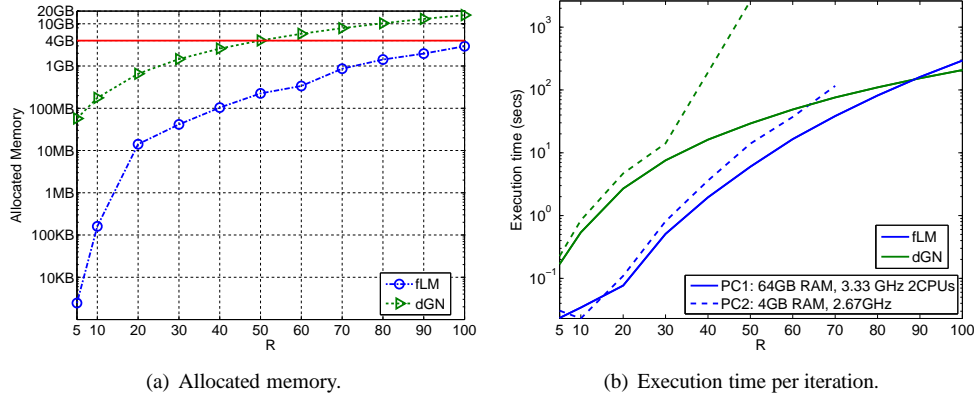 20GB
10GB
4GB
1GB
100MB
10MB
1MB
100KB
10KB
Allocated Memory
5 10 20 30 40 50 60 70 80 90 100
R
fLM
dGN
(a) Allocated memory.
10^3
10^2
10^1
10^0
10^-1
Execution time (secs)
5 10 20 30 40 50 60 70 80 90 100
R
fLM
dGN
PC1: 64GB RAM, 3.33 GHz 2CPUs
PC2: 4GB RAM, 2.67GHz
(b) Execution time per iteration.